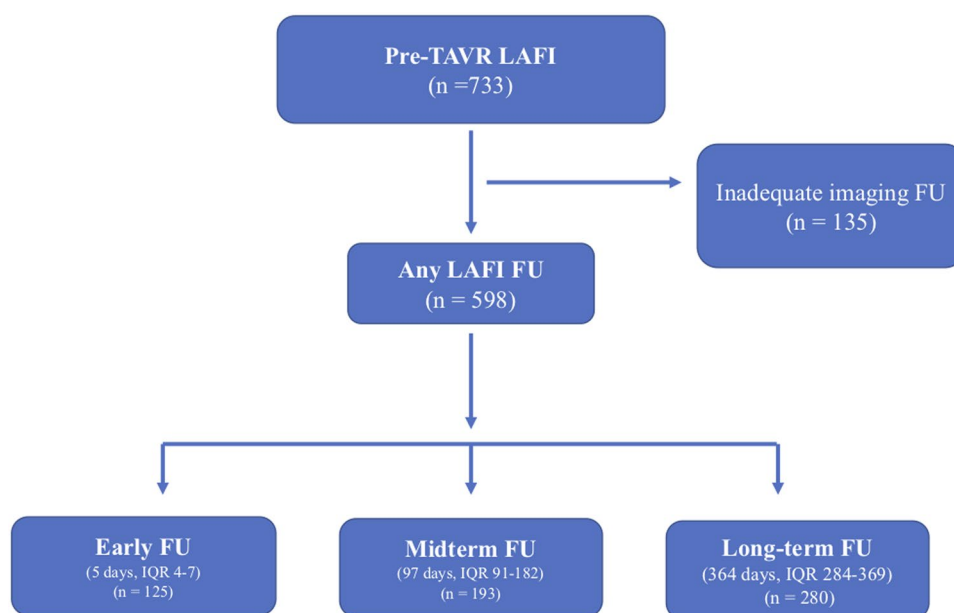 Pre-TAVR LAFI
(n =733)
Inadequate imaging FU
(n = 135)
Any LAFI FU
(n = 598)
Early FU
(5 days, IQR 4-7)
(n = 125)
Midterm FU
(97 days, IQR 91-182)
(n = 193)
Long-term FU
(364 days, IQR 284-369)
(n = 280)